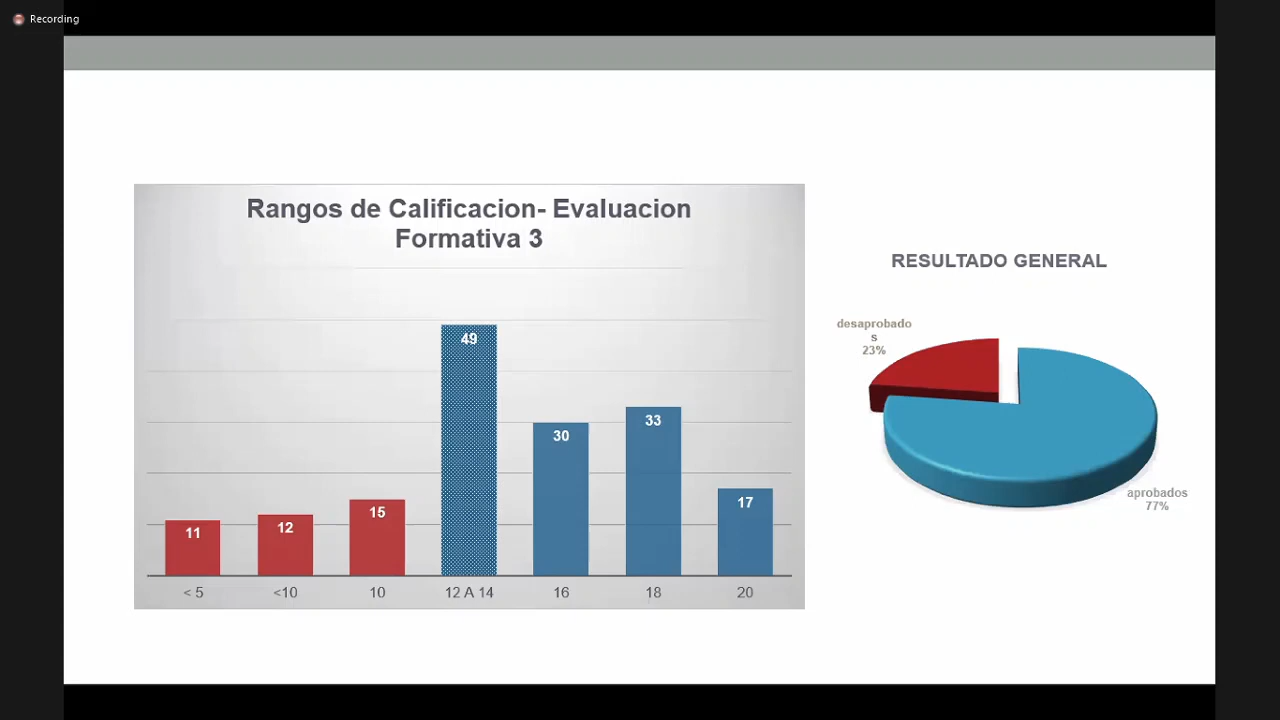 Recording
Rangos de Calificacion- Evaluacion
Formativa 3
49
30
33
17
15
12
11
< 5
<10
10
12 A 14
16
18
20
RESULTADO GENERAL
desaprobado
s
23%
aprobados
77%